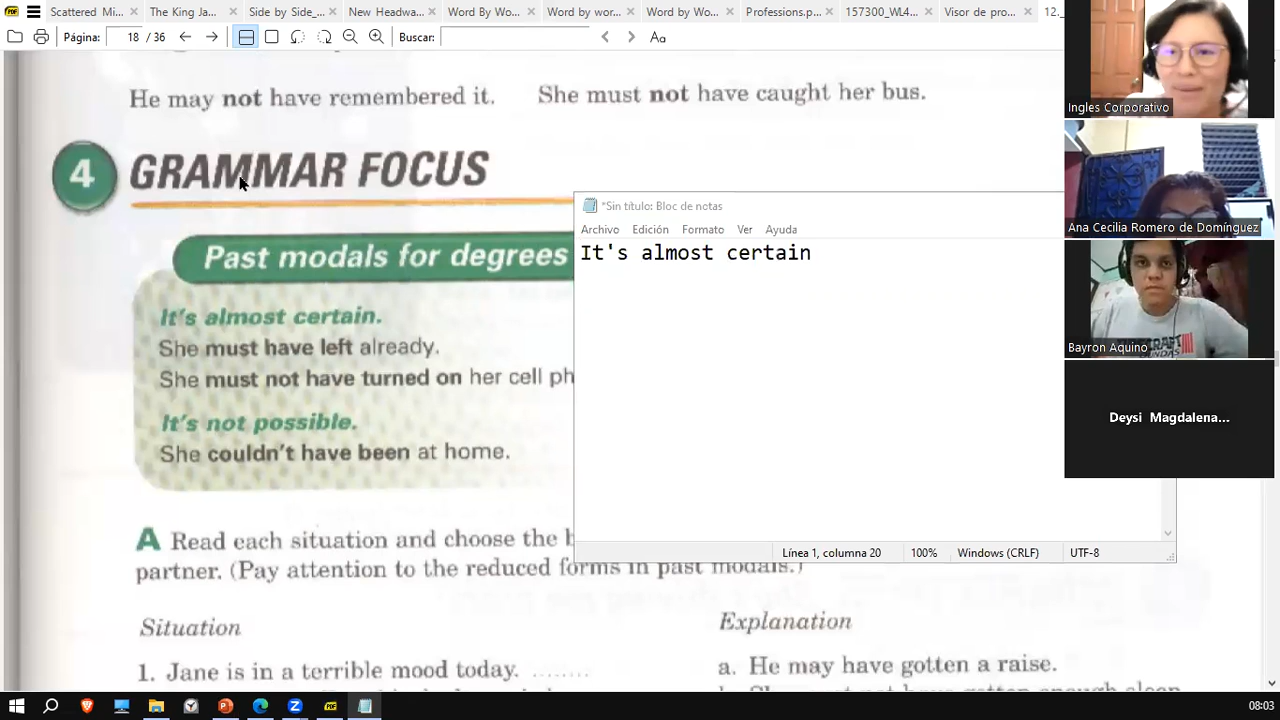 Scattered Mi...
The King Ja...
Side by Side_...
New Headwa...
Word By Wo...
Word by wor...
Word by Wo...
Professions.p...
157300_WL4...
Visor de pro...
12._
Página:
18 / 36
Buscar:
Aa
He may not have remembered it. She must not have caught her bus.
4 GRAMMAR FOCUS
Past modals for degrees
It's almost certain.
She must have left already.
She must not have turned on her cell ph
It's not possible.
She couldn't have been at home.
A Read each situation and choose the b
partner. (Pay attention to the reduced forms in past modals.)
Situation
Explanation
1. Jane is in a terrible mood today. ........
a. He may have gotten a raise.
*Sin título: Bloc de notas
Archivo Edición Formato Ver Ayuda
It's almost certain
Línea 1, columna 20 100% Windows (CRLF) UTF-8
Ingles Corporativo
Ana Cecilia Romero de Domínguez
Bayron Aquino
Deysi Magdalena...
08:03